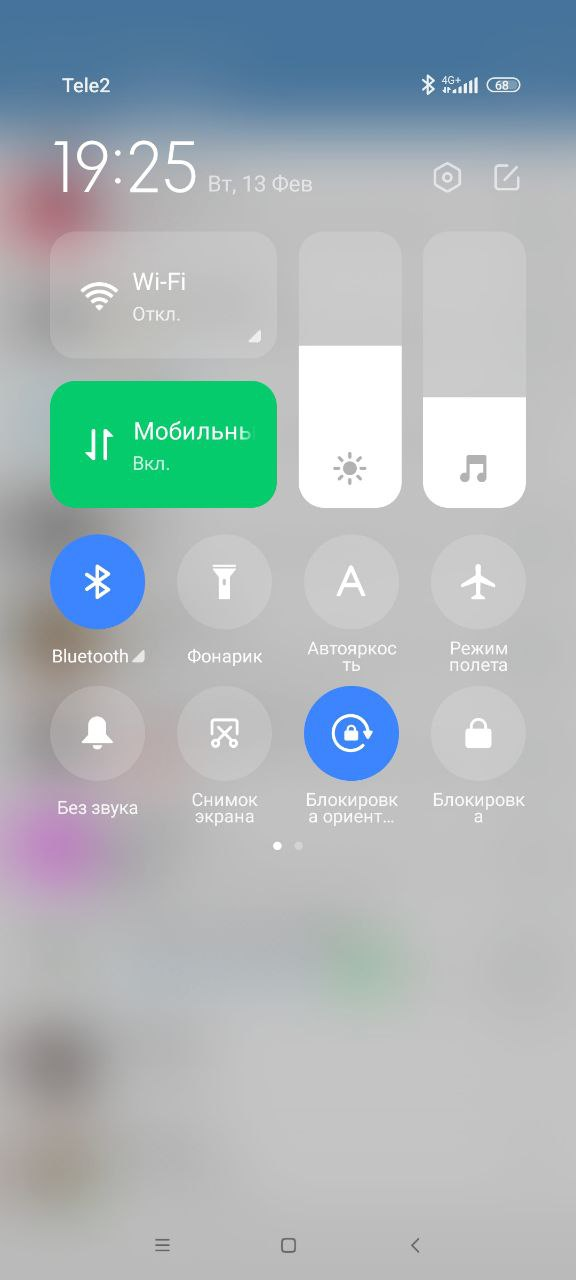 Tele2
4G+
68
19:25 Вт, 13 Фев
Wi-Fi
Откл.
Мобильны
Вкл.
Bluetooth
Фонарик
Автояркос
ть
Режим
полета
Без звука
Снимок
экрана
Блокировк
а ориент...
Блокировк
а